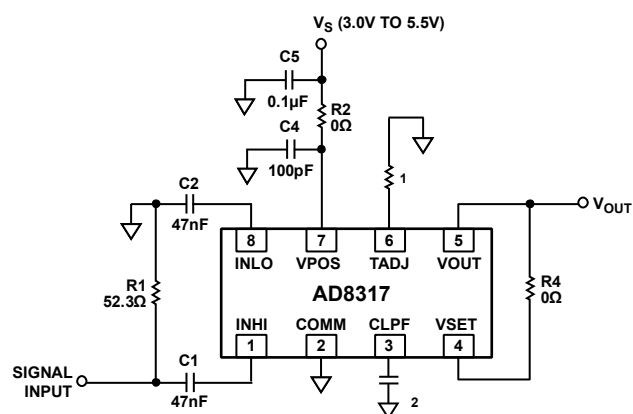 V_S (3.0V TO 5.5V)
C5
0.1µF
R2
0Ω
C4
100pF
1
C2
47nF
V_OUT
8
7
6
5
INLO
VPOS
TADJ
VOUT
R1
52.3Ω
AD8317
R4
0Ω
INHI
COMM
CLPF
VSET
1
2
3
4
SIGNAL
INPUT
C1
47nF
2